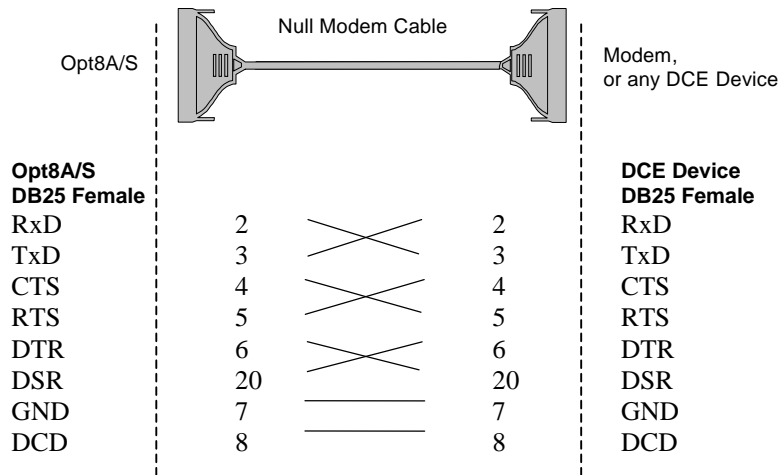 Null Modem Cable
Opt8A/S
Modem,
or any DCE Device
Opt8A/S DCE Device
DB25 Female DB25 Female
RxD 2 2 RxD
TxD 3 3 TxD
CTS 4 4 CTS
RTS 5 5 RTS
DTR 6 6 DTR
DSR 20 20 DSR
GND 7 7 GND
DCD 8 8 DCD